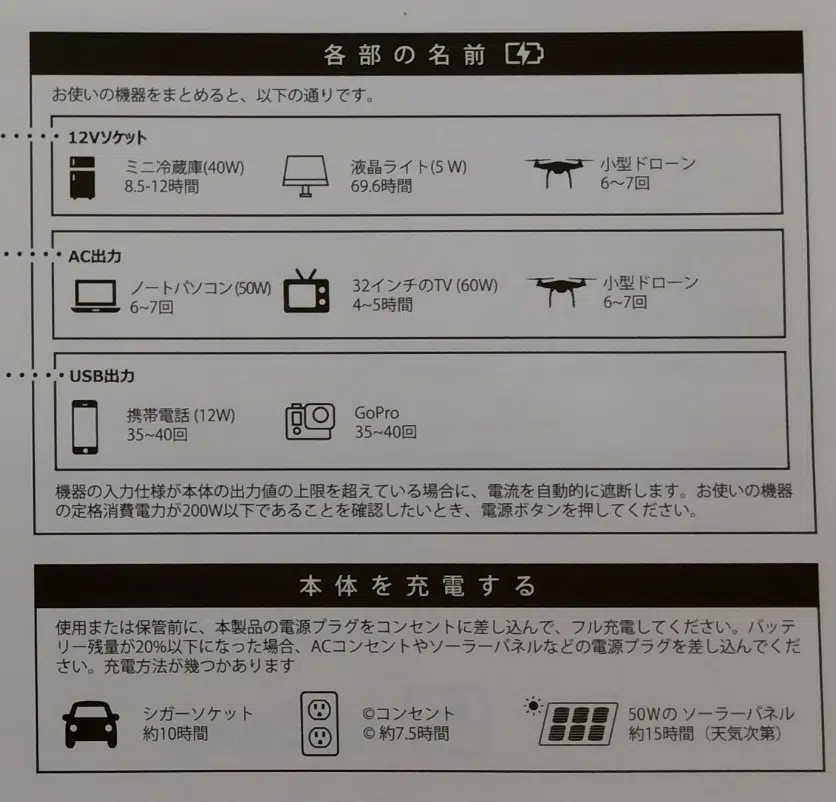 各部の名前
お使いの機器をまとめると、以下の通りです。
12Vソケット
ミニ冷蔵庫(40W)
8.5-12時間
液晶ライト(5 W)
69.6時間
小型ドローン
6〜7回
AC出力
ノートパソコン(50W)
6~7回
32インチのTV (60W)
4~5時間
小型ドローン
6~7回
USB出力
携帯電話 (12W)
35~40回
GoPro
35~40回
機器の入力仕様が本体の出力値の上限を超えている場合に、電流を自動的に遮断します。お使いの機器
の定格消費電力が200W以下であることを確認したいとき、電源ボタンを押してください。
本体を充電する
使用または保管前に、本製品の電源プラグをコンセントに差し込んで、フル充電してください。バッテ
リー残量が20%以下になった場合、ACコンセントやソーラーパネルなどの電源プラグを差し込んでくだ
さい。充電方法が幾つかあります
シガーソケット
約10時間
©コンセント
© 約7.5時間
50Wの ソーラーパネル
約15時間（天気次第）